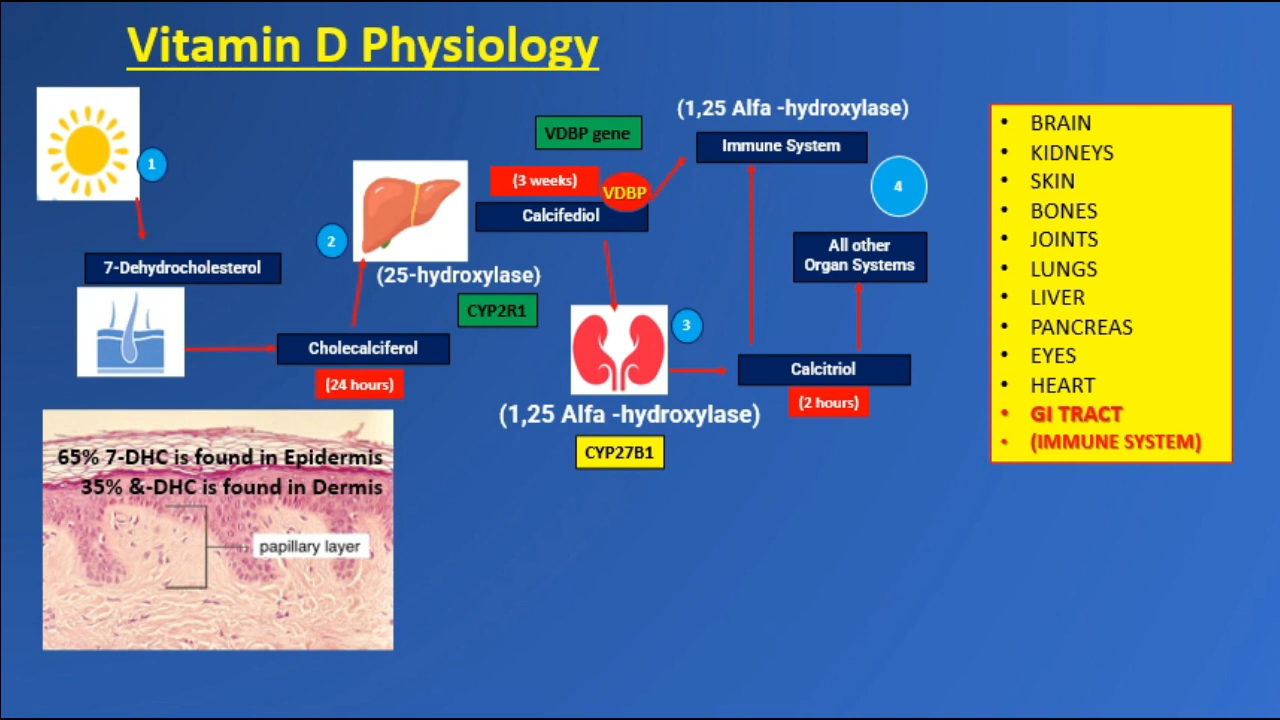 Vitamin D Physiology
1
7-Dehydrocholesterol
Cholecalciferol
(24 hours)
2
(25-hydroxylase)
CYP2R1
VDBP gene
(3 weeks)
VDBP
Calcifediol
3
(1,25 Alfa -hydroxylase)
CYP27B1
Calcitriol
(2 hours)
(1,25 Alfa -hydroxylase)
Immune System
4
All other
Organ Systems
• BRAIN
• KIDNEYS
• SKIN
• BONES
• JOINTS
• LUNGS
• LIVER
• PANCREAS
• EYES
• HEART
• GI TRACT
• (IMMUNE SYSTEM)
65% 7-DHC is found in Epidermis
35% &-DHC is found in Dermis
papillary layer